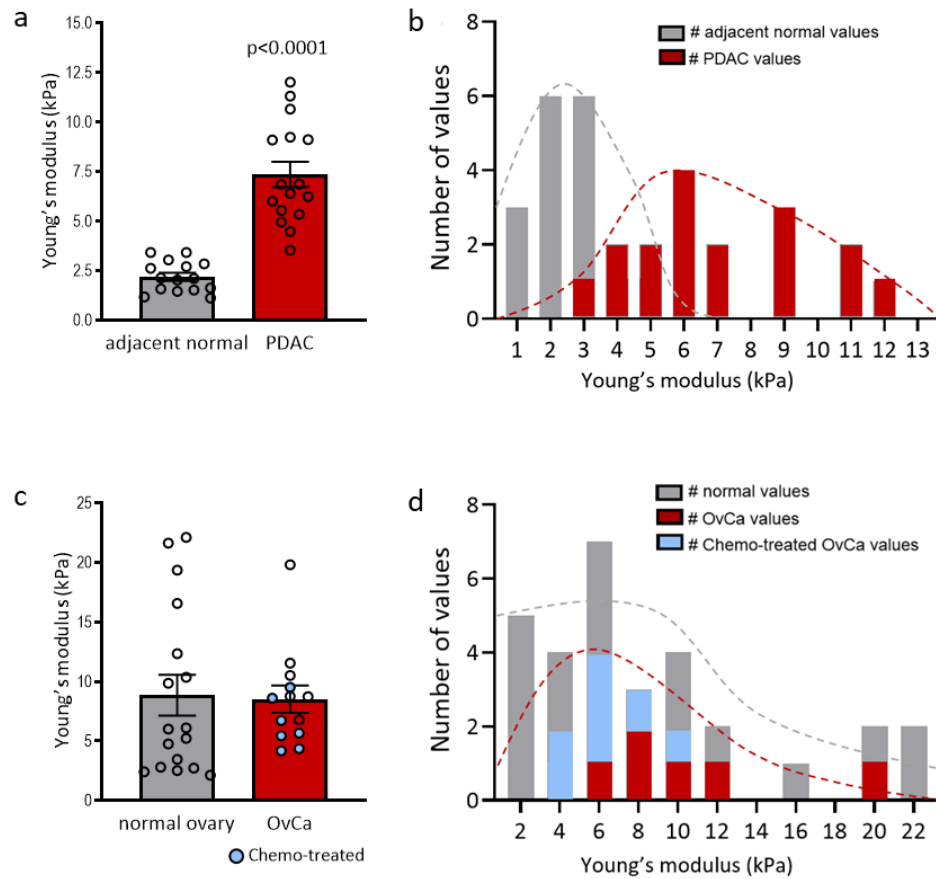 a
Young's modulus (kPa)
15.0
12.5
10.0
7.5
5.0
2.5
0.0
p<0.0001
adjacent normal PDAC
b
Number of values
8
6
4
2
0
# adjacent normal values
# PDAC values
1 2 3 4 5 6 7 8 9 10 11 12 13
Young's modulus (kPa)
c
Young's modulus (kPa)
25
20
15
10
5
0
normal ovary OvCa
Chemo-treated
d
Number of values
8
6
4
2
0
# normal values
# OvCa values
# Chemo-treated OvCa values
2 4 6 8 10 12 14 16 18 20 22
Young's modulus (kPa)